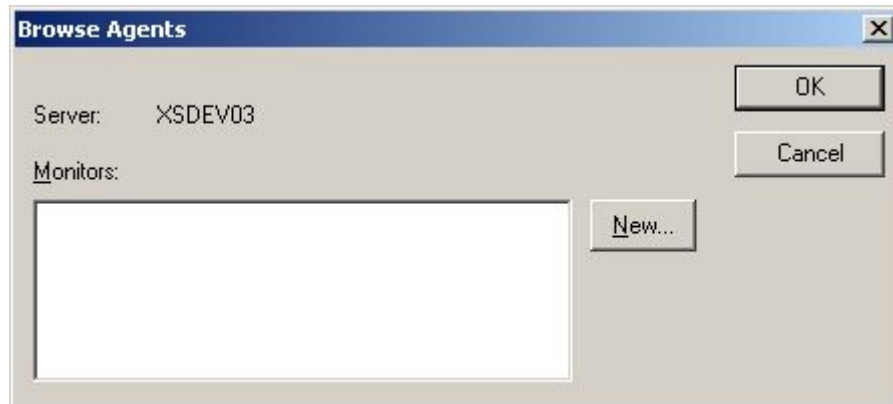 Browse Agents
OK
Server: XSDEV03
Cancel
Monitors:
New...